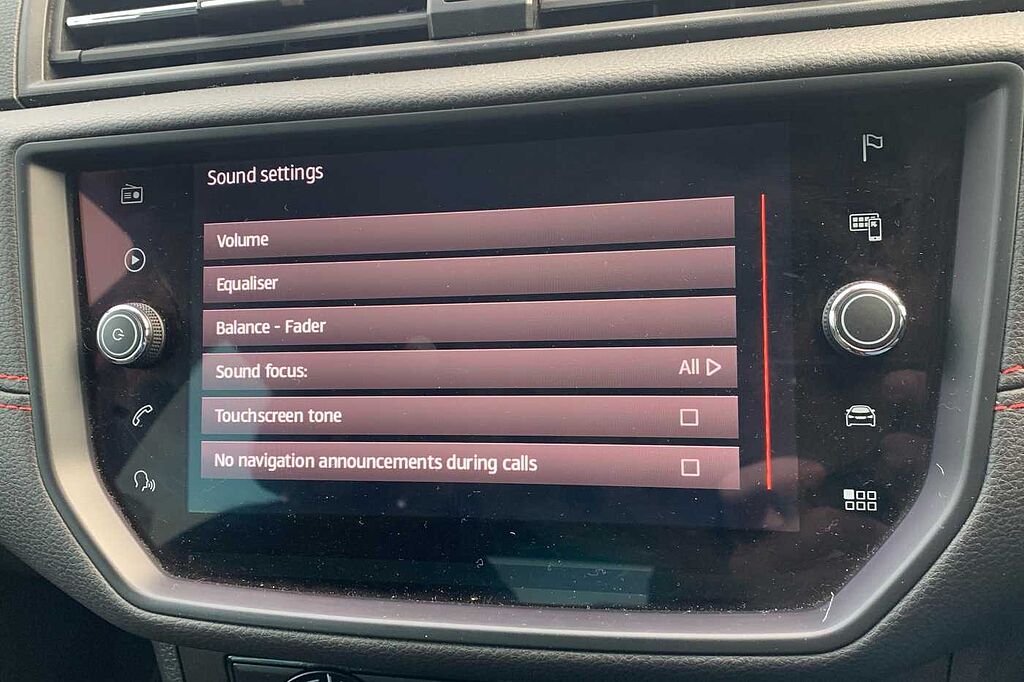 Sound settings
Volume
Equaliser
Balance - Fader
Sound focus: All
Touchscreen tone
No navigation announcements during calls